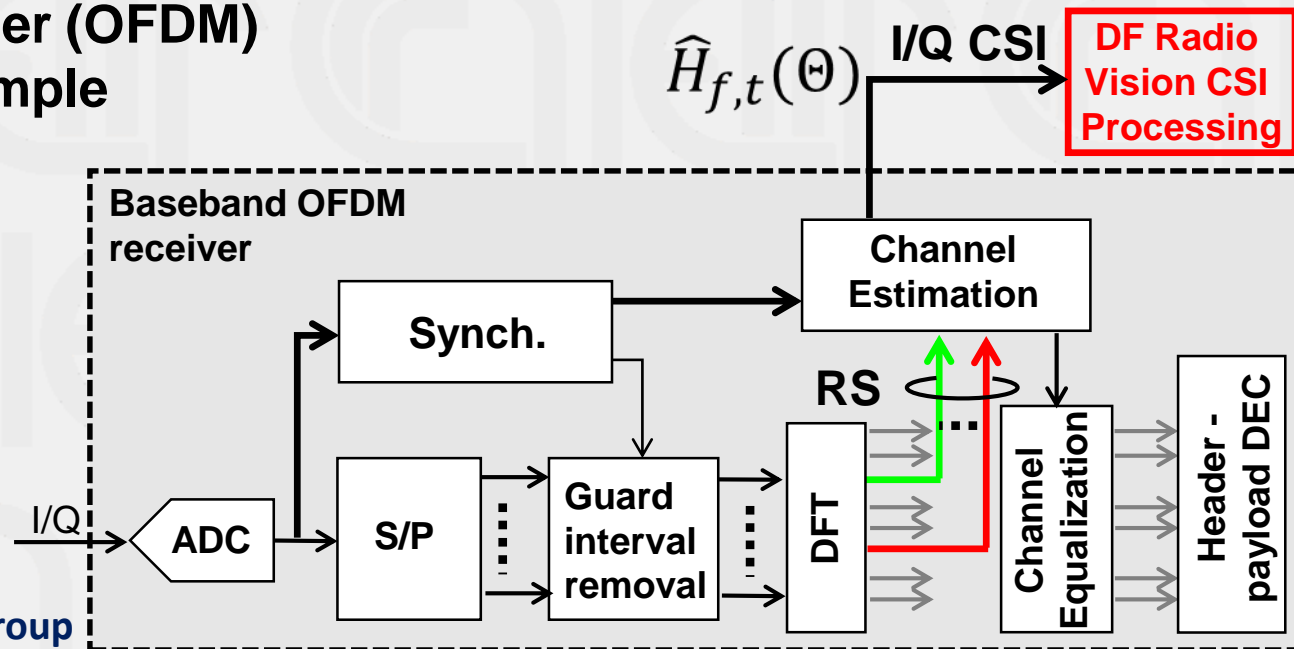 er (OFDM)
mple
Ĥf,t(Θ)
I/Q CSI
DF Radio
Vision CSI
Processing
Baseband OFDM
receiver
Channel
Estimation
Synch.
RS
I/Q
ADC
S/P
Guard
interval
removal
DFT
Channel
Equalization
Header -
payload DEC
roup